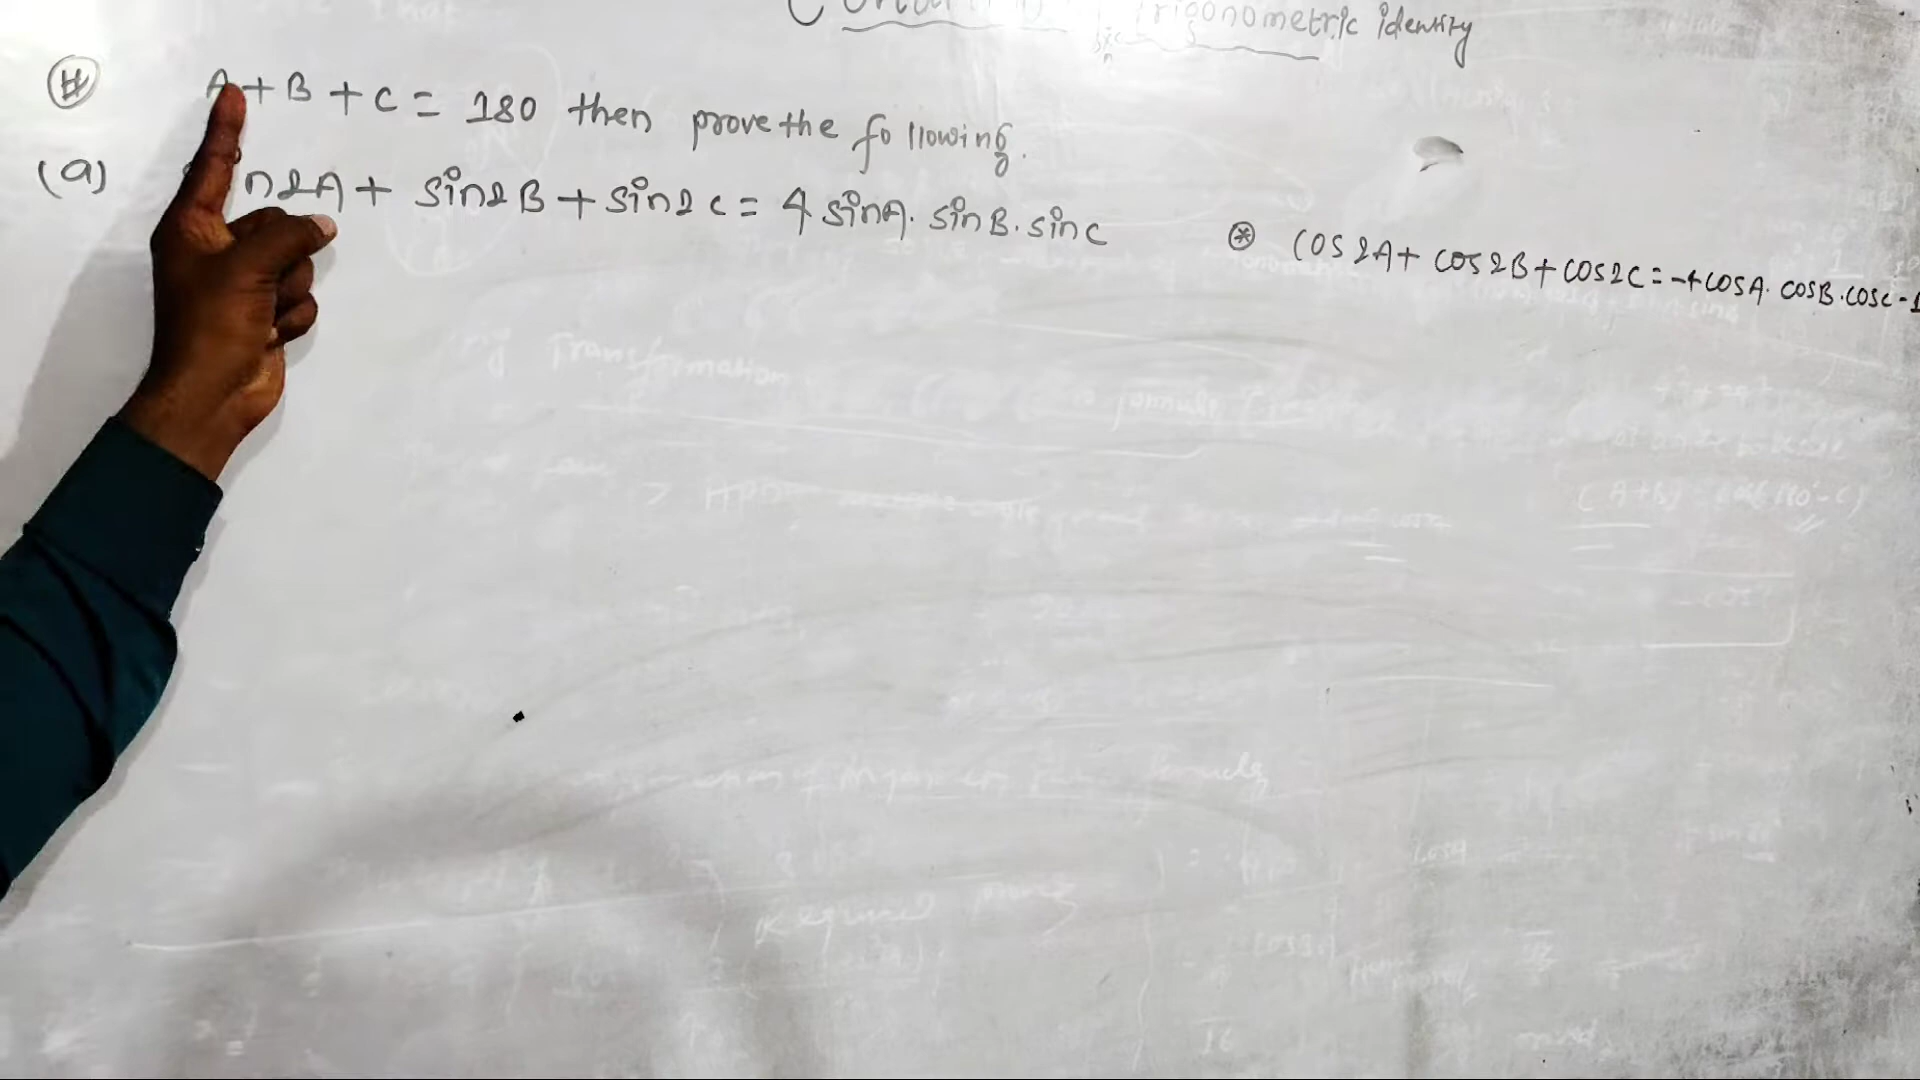 trigonometric identity
A + B + C = 180 then prove the following.
(a) n2A + sin2B + sin2C = 4 sinA. sinB. sinC
* cos2A + cos2B + cos2C = -4cosA. cosB. cosC - 1